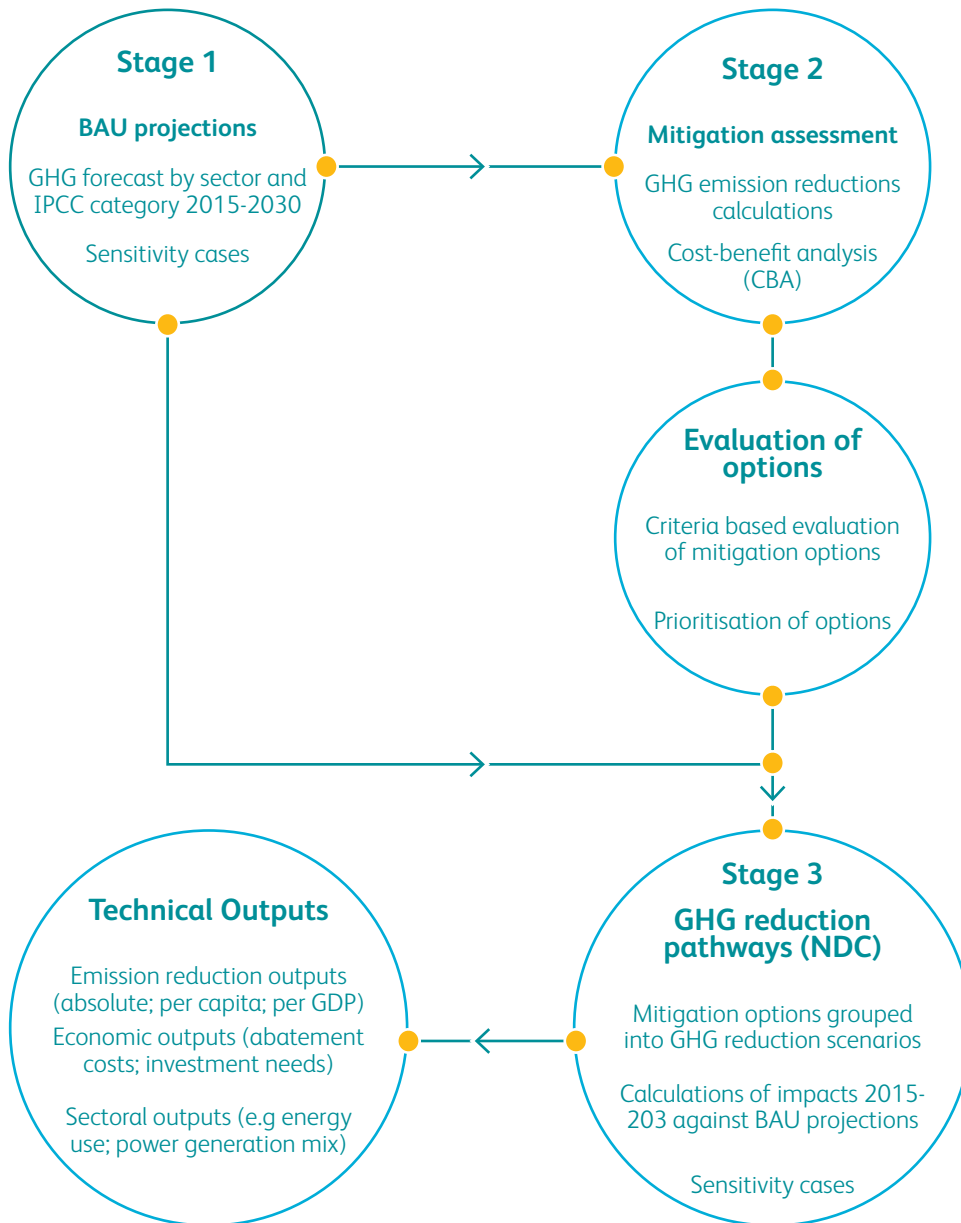 Stage 1
BAU projections
GHG forecast by sector and
IPCC category 2015-2030
Sensitivity cases
Stage 2
Mitigation assessment
GHG emission reductions
calculations
Cost-benefit analysis
(CBA)
Evaluation of
options
Criteria based evaluation
of mitigation options
Prioritisation of options
Stage 3
GHG reduction
pathways (NDC)
Mitigation options grouped
into GHG reduction scenarios
Calculations of impacts 2015-
203 against BAU projections
Sensitivity cases
Technical Outputs
Emission reduction outputs
(absolute; per capita; per GDP)
Economic outputs (abatement
costs; investment needs)
Sectoral outputs (e.g energy
use; power generation mix)